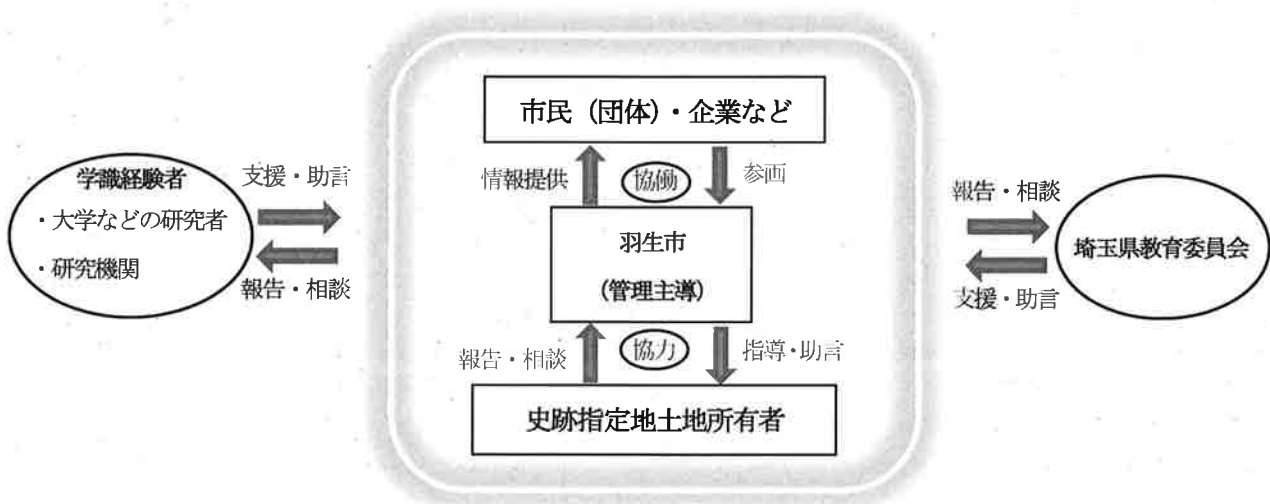 市民（団体）・企業など
情報提供
協働
参画
学識経験者
・大学などの研究者
・研究機関
支援・助言
報告・相談
羽生市
（管理主導）
報告・相談
支援・助言
埼玉県教育委員会
報告・相談
協力
指導・助言
史跡指定地土地所有者